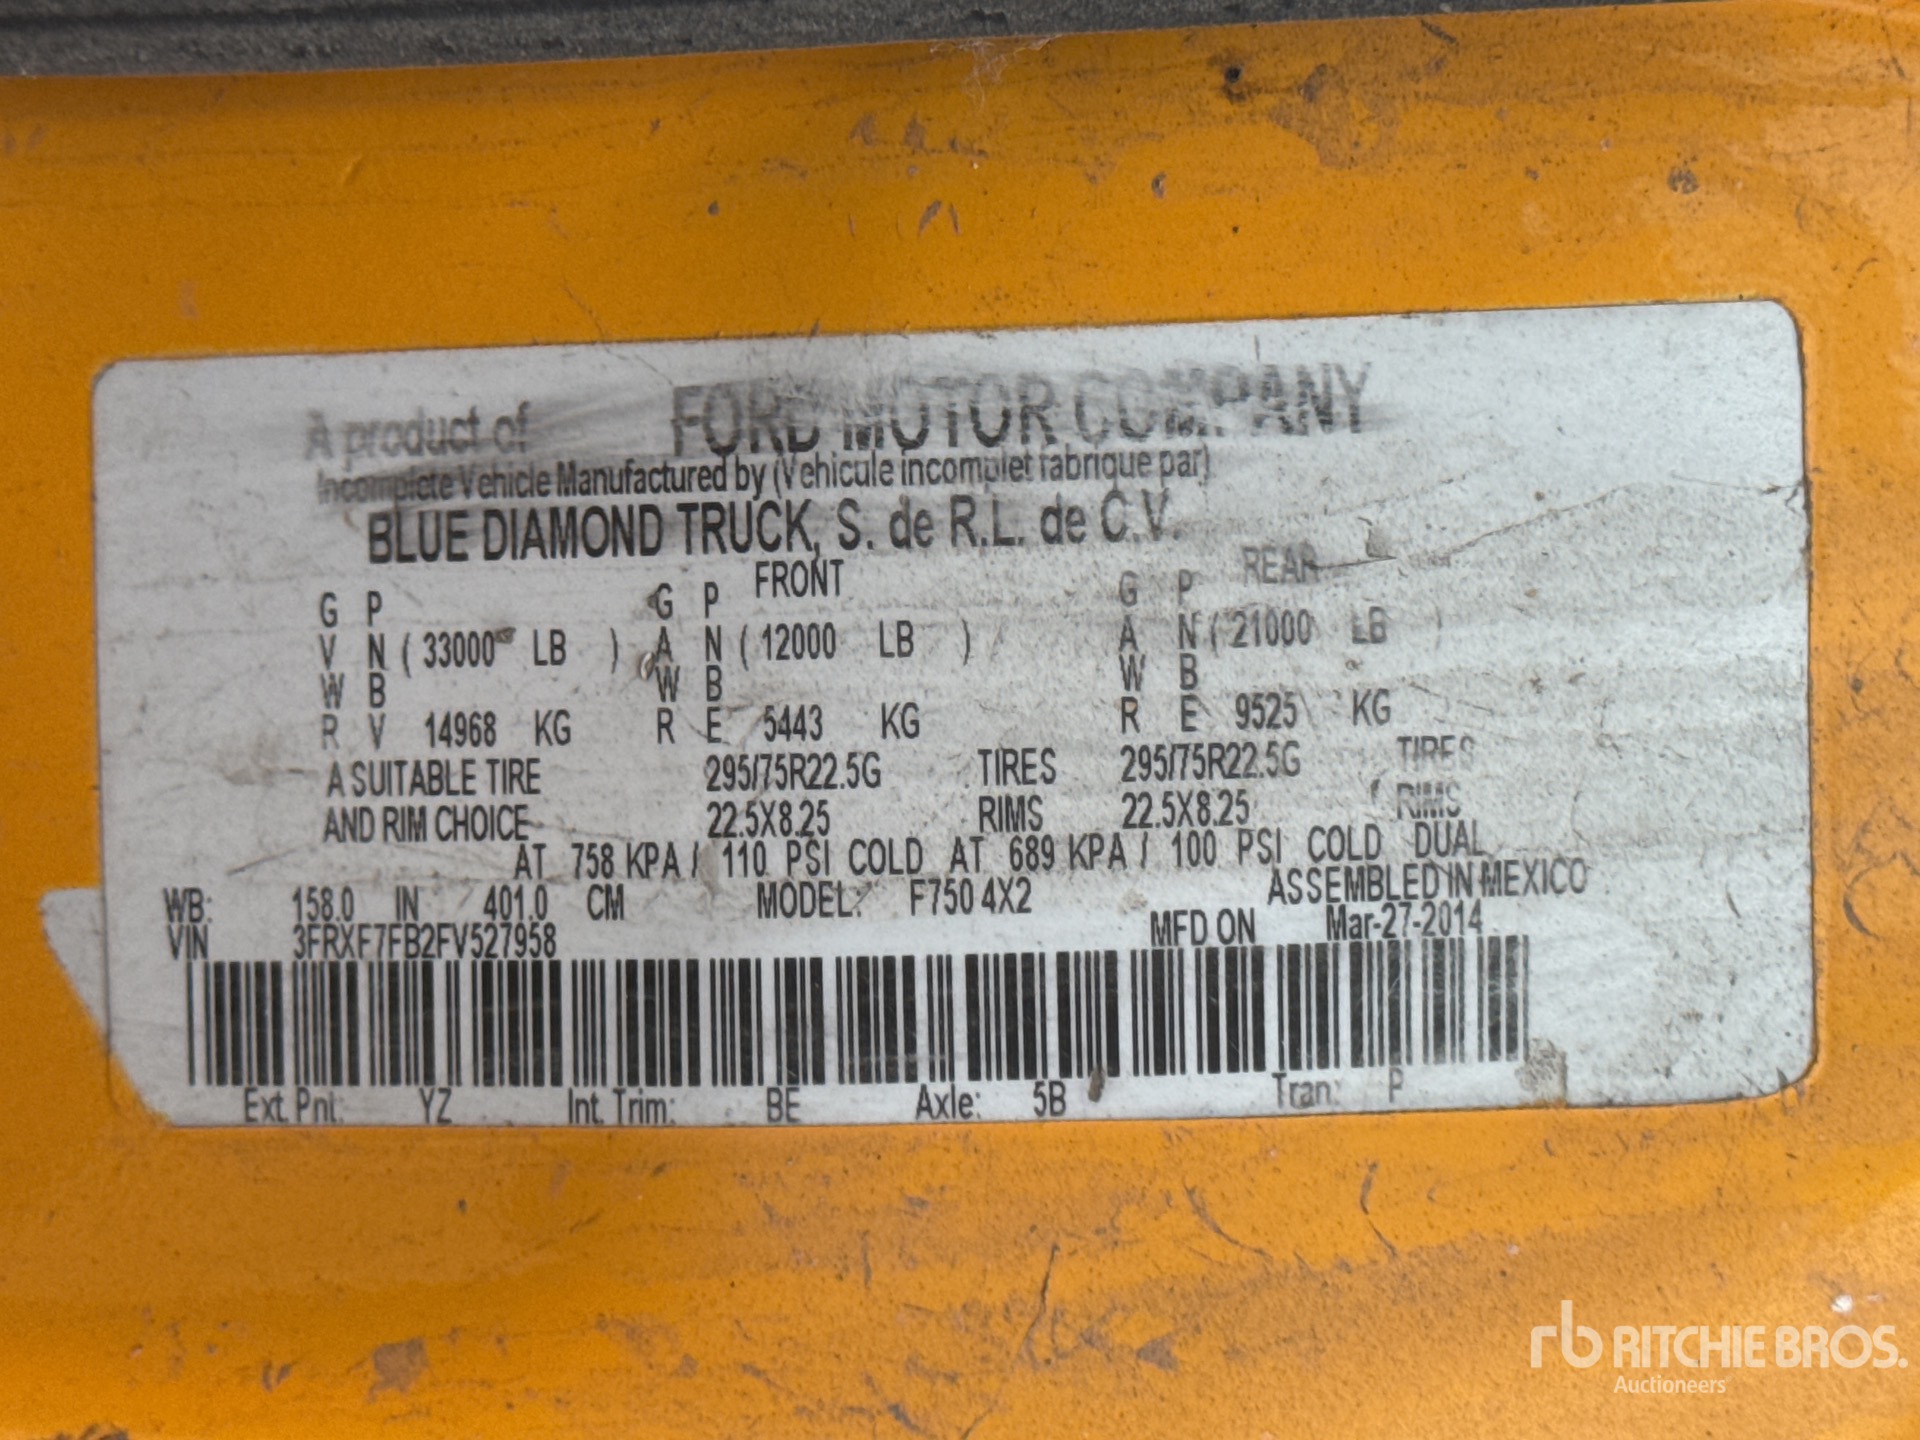 A product of FORD MOTOR COMPANY
Incomplete Vehicle Manufactured by (Vehicule incomplet fabrique par)
BLUE DIAMOND TRUCK, S. de R.L. de C.V.
FRONT REAR
G P G P G P
V N ( 33000 LB ) A N ( 12000 LB ) A N ( 21000 LB )
W B W B W B
R V 14968 KG R E 5443 KG R E 9525 KG
A SUITABLE TIRE 295/75R22.5G TIRES 295/75R22.5G TIRES
AND RIM CHOICE 22.5X8.25 RIMS 22.5X8.25 RIMS
AT 758 KPA / 110 PSI COLD AT 689 KPA / 100 PSI COLD DUAL
WB: 158.0 IN 401.0 CM MODEL: F750 4X2 ASSEMBLED IN MEXICO
VIN 3FRXF7FB2FV527958 MFD ON Mar-27-2014
Ext. Pnt: YZ Int. Trim: BE Axle: 5B Tran: P
rb RITCHIE BROS.
Auctioneers